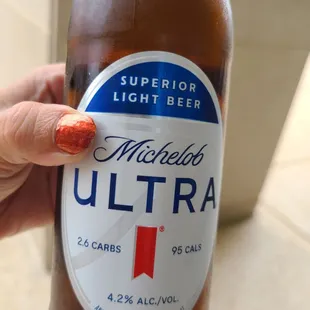 SUPERIOR
LIGHT BEER
Michelob
ULTRA
®
2.6 CARBS 95 CALS
4.2% ALC./VOL.